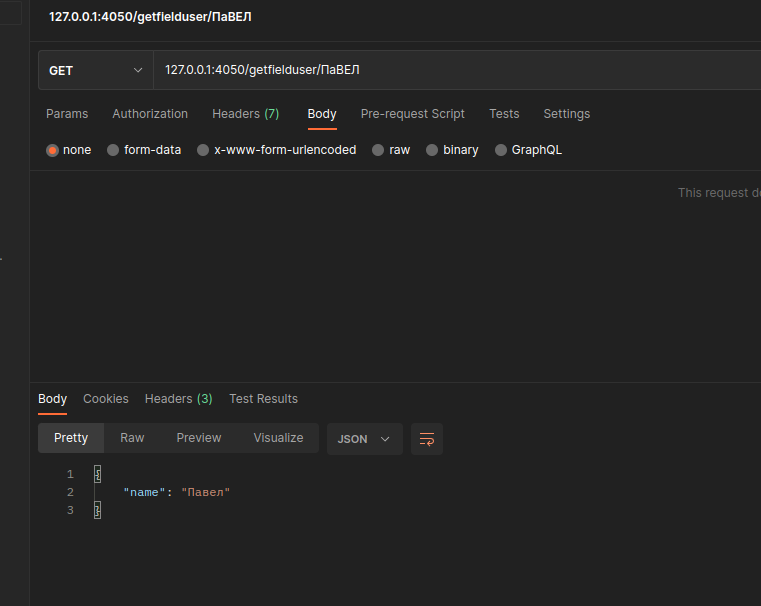 127.0.0.1:4050/getfielduser/ПаВЕЛ
GET 127.0.0.1:4050/getfielduser/ПаВЕЛ
Params Authorization Headers (7) Body Pre-request Script Tests Settings
none form-data x-www-form-urlencoded raw binary GraphQL
This request
Body Cookies Headers (3) Test Results
Pretty Raw Preview Visualize JSON
1 {
2 "name": "Павел"
3 }